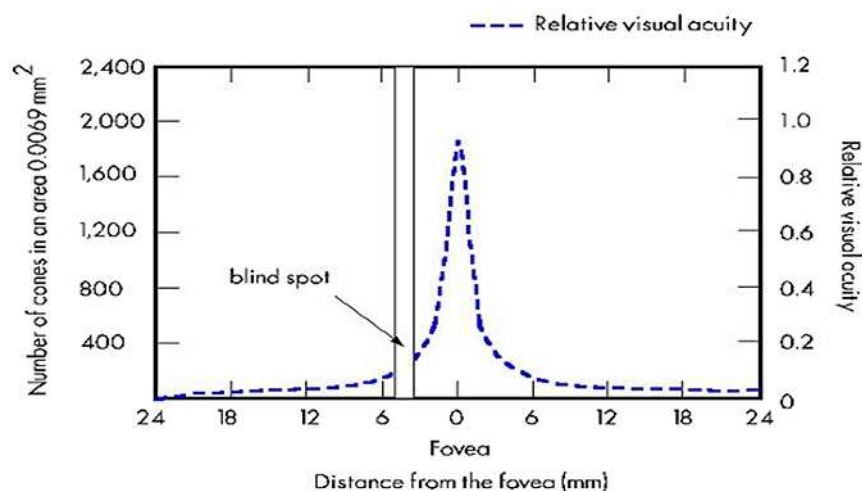 Relative visual acuity
Number of cones in an area 0.0069 mm²
2,400
2,000
1,600
1,200
800
400
1.2
1.0
0.8
0.6
0.4
0.2
0
Relative visual acuity
blind spot
24 18 12 6 0 6 12 18 24
Fovea
Distance from the fovea (mm)